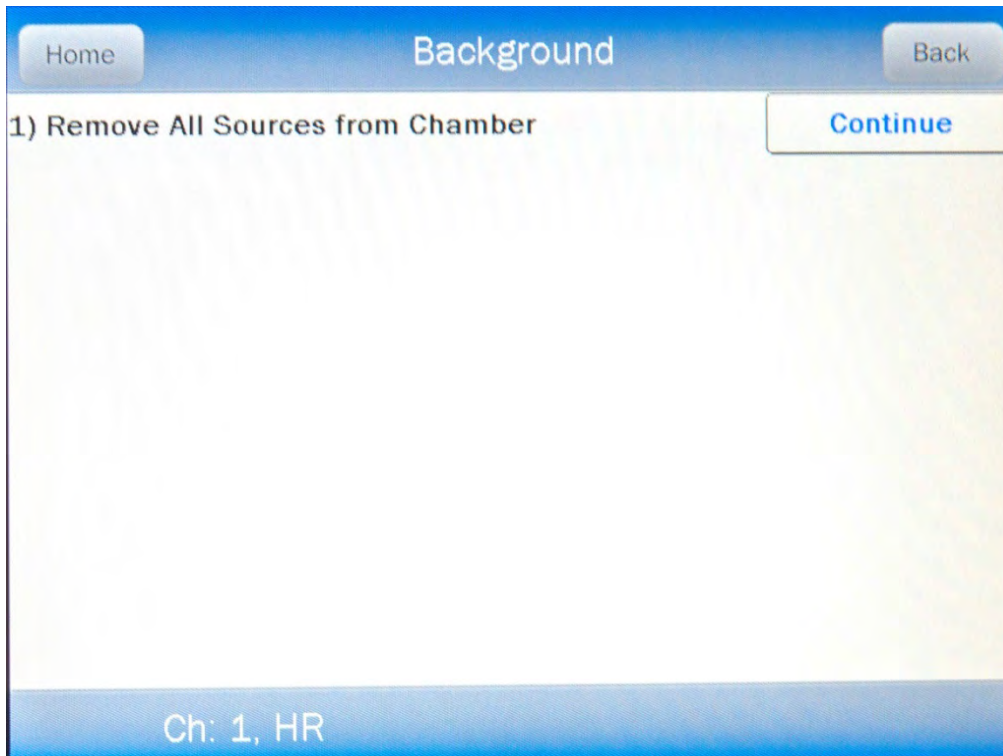 Home Background Back
1) Remove All Sources from Chamber Continue
Ch: 1, HR